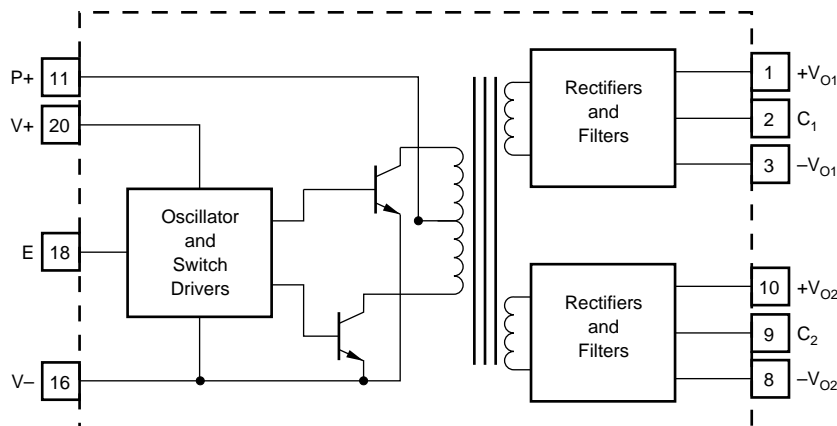 P+ 11
V+ 20
E 18
V– 16
Oscillator
and
Switch
Drivers
Rectifiers
and
Filters
1 +VO1
2 C1
3 –VO1
Rectifiers
and
Filters
10 +VO2
9 C2
8 –VO2